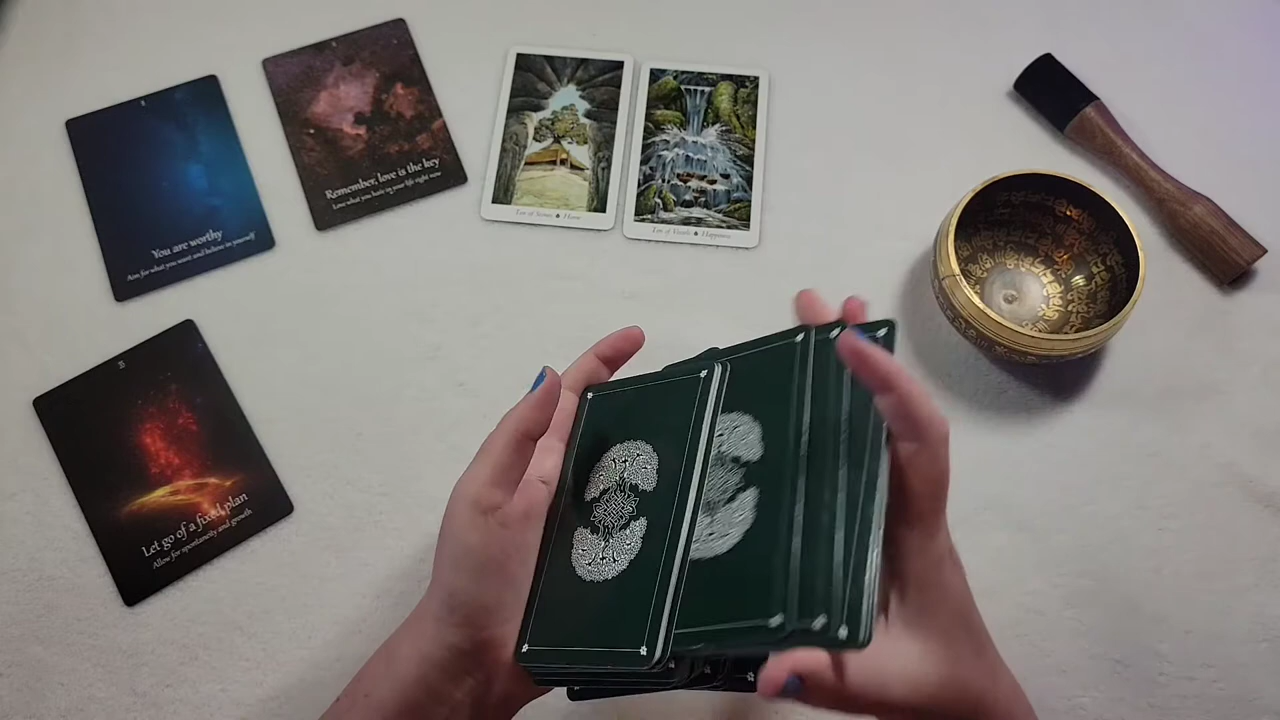 You are worthy
Aim for what you want and believe in yourself
Remember, love is the key
Love what you have in your life right now
Ten of Stones ♠ Home
Ten of Vessels ♠ Happiness
Let go of a fixed plan
Allow for spontaneity and growth